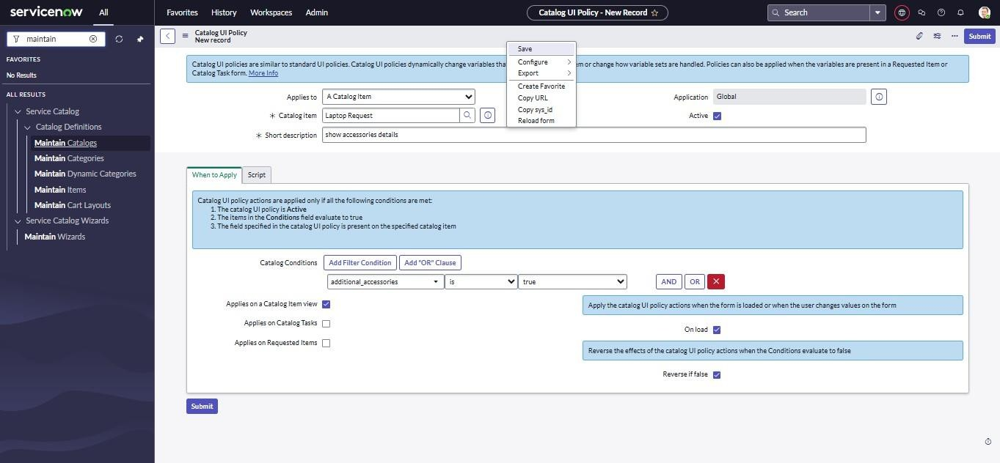 servicenow
All
Favorites
History
Workspaces
Admin
Catalog UI Policy - New Record
Search
maintain
FAVORITES
No Results
ALL RESULTS
Service Catalog
Catalog Definitions
Maintain Catalogs
Maintain Categories
Maintain Dynamic Categories
Maintain Items
Maintain Cart Layouts
Service Catalog Wizards
Maintain Wizards
Catalog UI Policy
New record
Submit
Catalog UI policies are similar to standard UI policies. Catalog UI policies dynamically change variables tha
m or change how variable sets are handled. Policies can also be applied when the variables are present in a Requested Item or
Catalog Task form. More Info
Save
Configure
Export
Create Favorite
Copy URL
Copy sys_id
Reload form
Applies to
A Catalog Item
Catalog item
Laptop Request
Short description
show accessories details
Application
Global
Active
When to Apply
Script
Catalog UI policy actions are applied only if all the following conditions are met:
1. The catalog UI policy is Active
2. The items in the Conditions field evaluate to true
3. The field specified in the catalog UI policy is present on the specified catalog item
Catalog Conditions
Add Filter Condition
Add "OR" Clause
additional_accessories
is
true
AND
OR
Applies on a Catalog Item view
Applies on Catalog Tasks
Applies on Requested Items
Apply the catalog UI policy actions when the form is loaded or when the user changes values on the form
On load
Reverse the effects of the catalog UI policy actions when the Conditions evaluate to false
Reverse if false
Submit